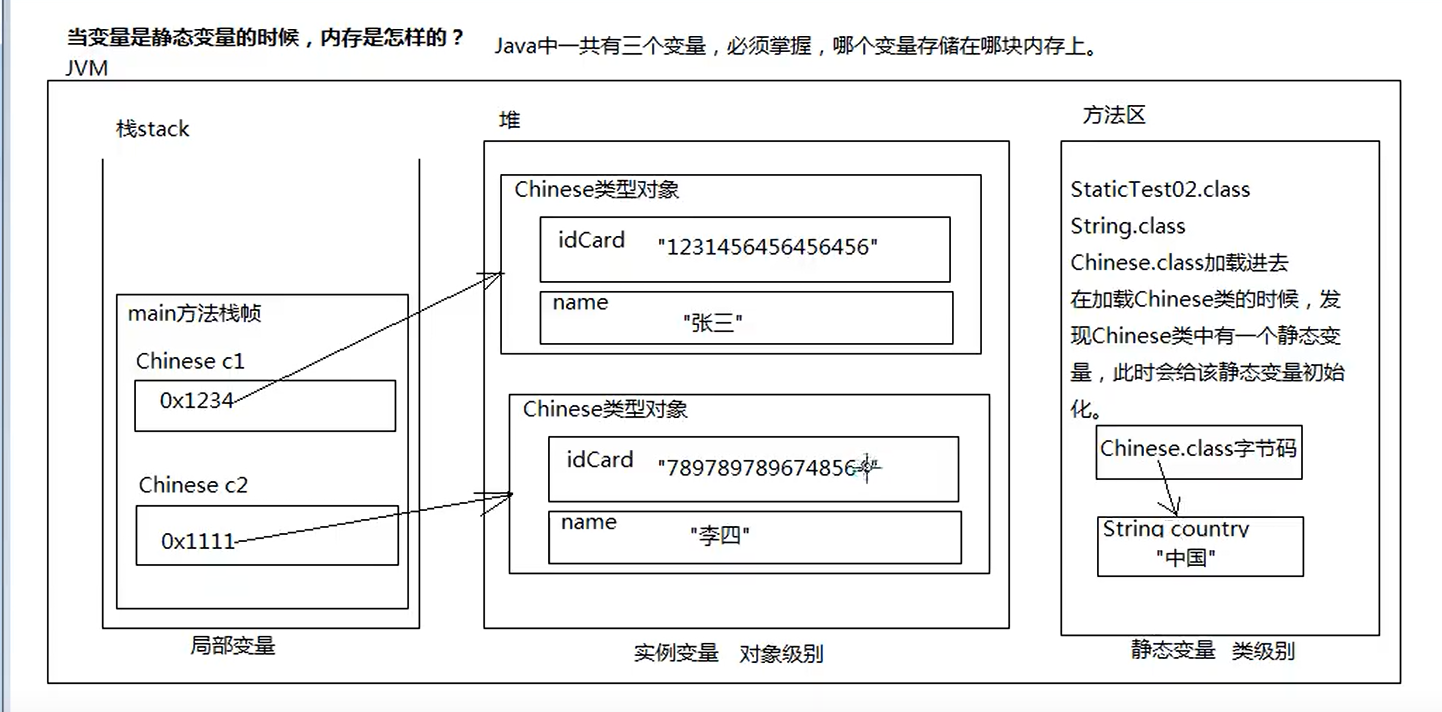 当变量是静态变量的时候，内存是怎样的？
Java中一共有三个变量，必须掌握，哪个变量存储在哪块内存上。
JVM
栈stack
main方法栈帧
Chinese c1
0x1234
Chinese c2
0x1111
局部变量
堆
Chinese类型对象
idCard
"1231456456456456"
name
"张三"
Chinese类型对象
idCard
name
"李四"
实例变量 对象级别
方法区
StaticTest02.class
String.class
Chinese.class加载进去
在加载Chinese类的时候，发
现Chinese类中有一个静态变
量，此时会给该静态变量初始
化。
Chinese.class字节码
String country
"中国"
静态变量 类级别